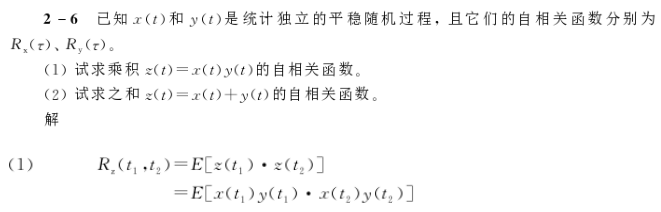 2-6 已知 x(t)和 y(t)是统计独立的平稳随机过程,且它们的自相关函数分别为
Rₓ(τ)、R_y(τ)。
(1) 试求乘积 z(t)=x(t)y(t)的自相关函数。
(2) 试求之和 z(t)=x(t)+y(t)的自相关函数。
解
(1) R_z(t₁,t₂)=E[z(t₁)·z(t₂)]
=E[x(t₁)y(t₁)·x(t₂)y(t₂)]